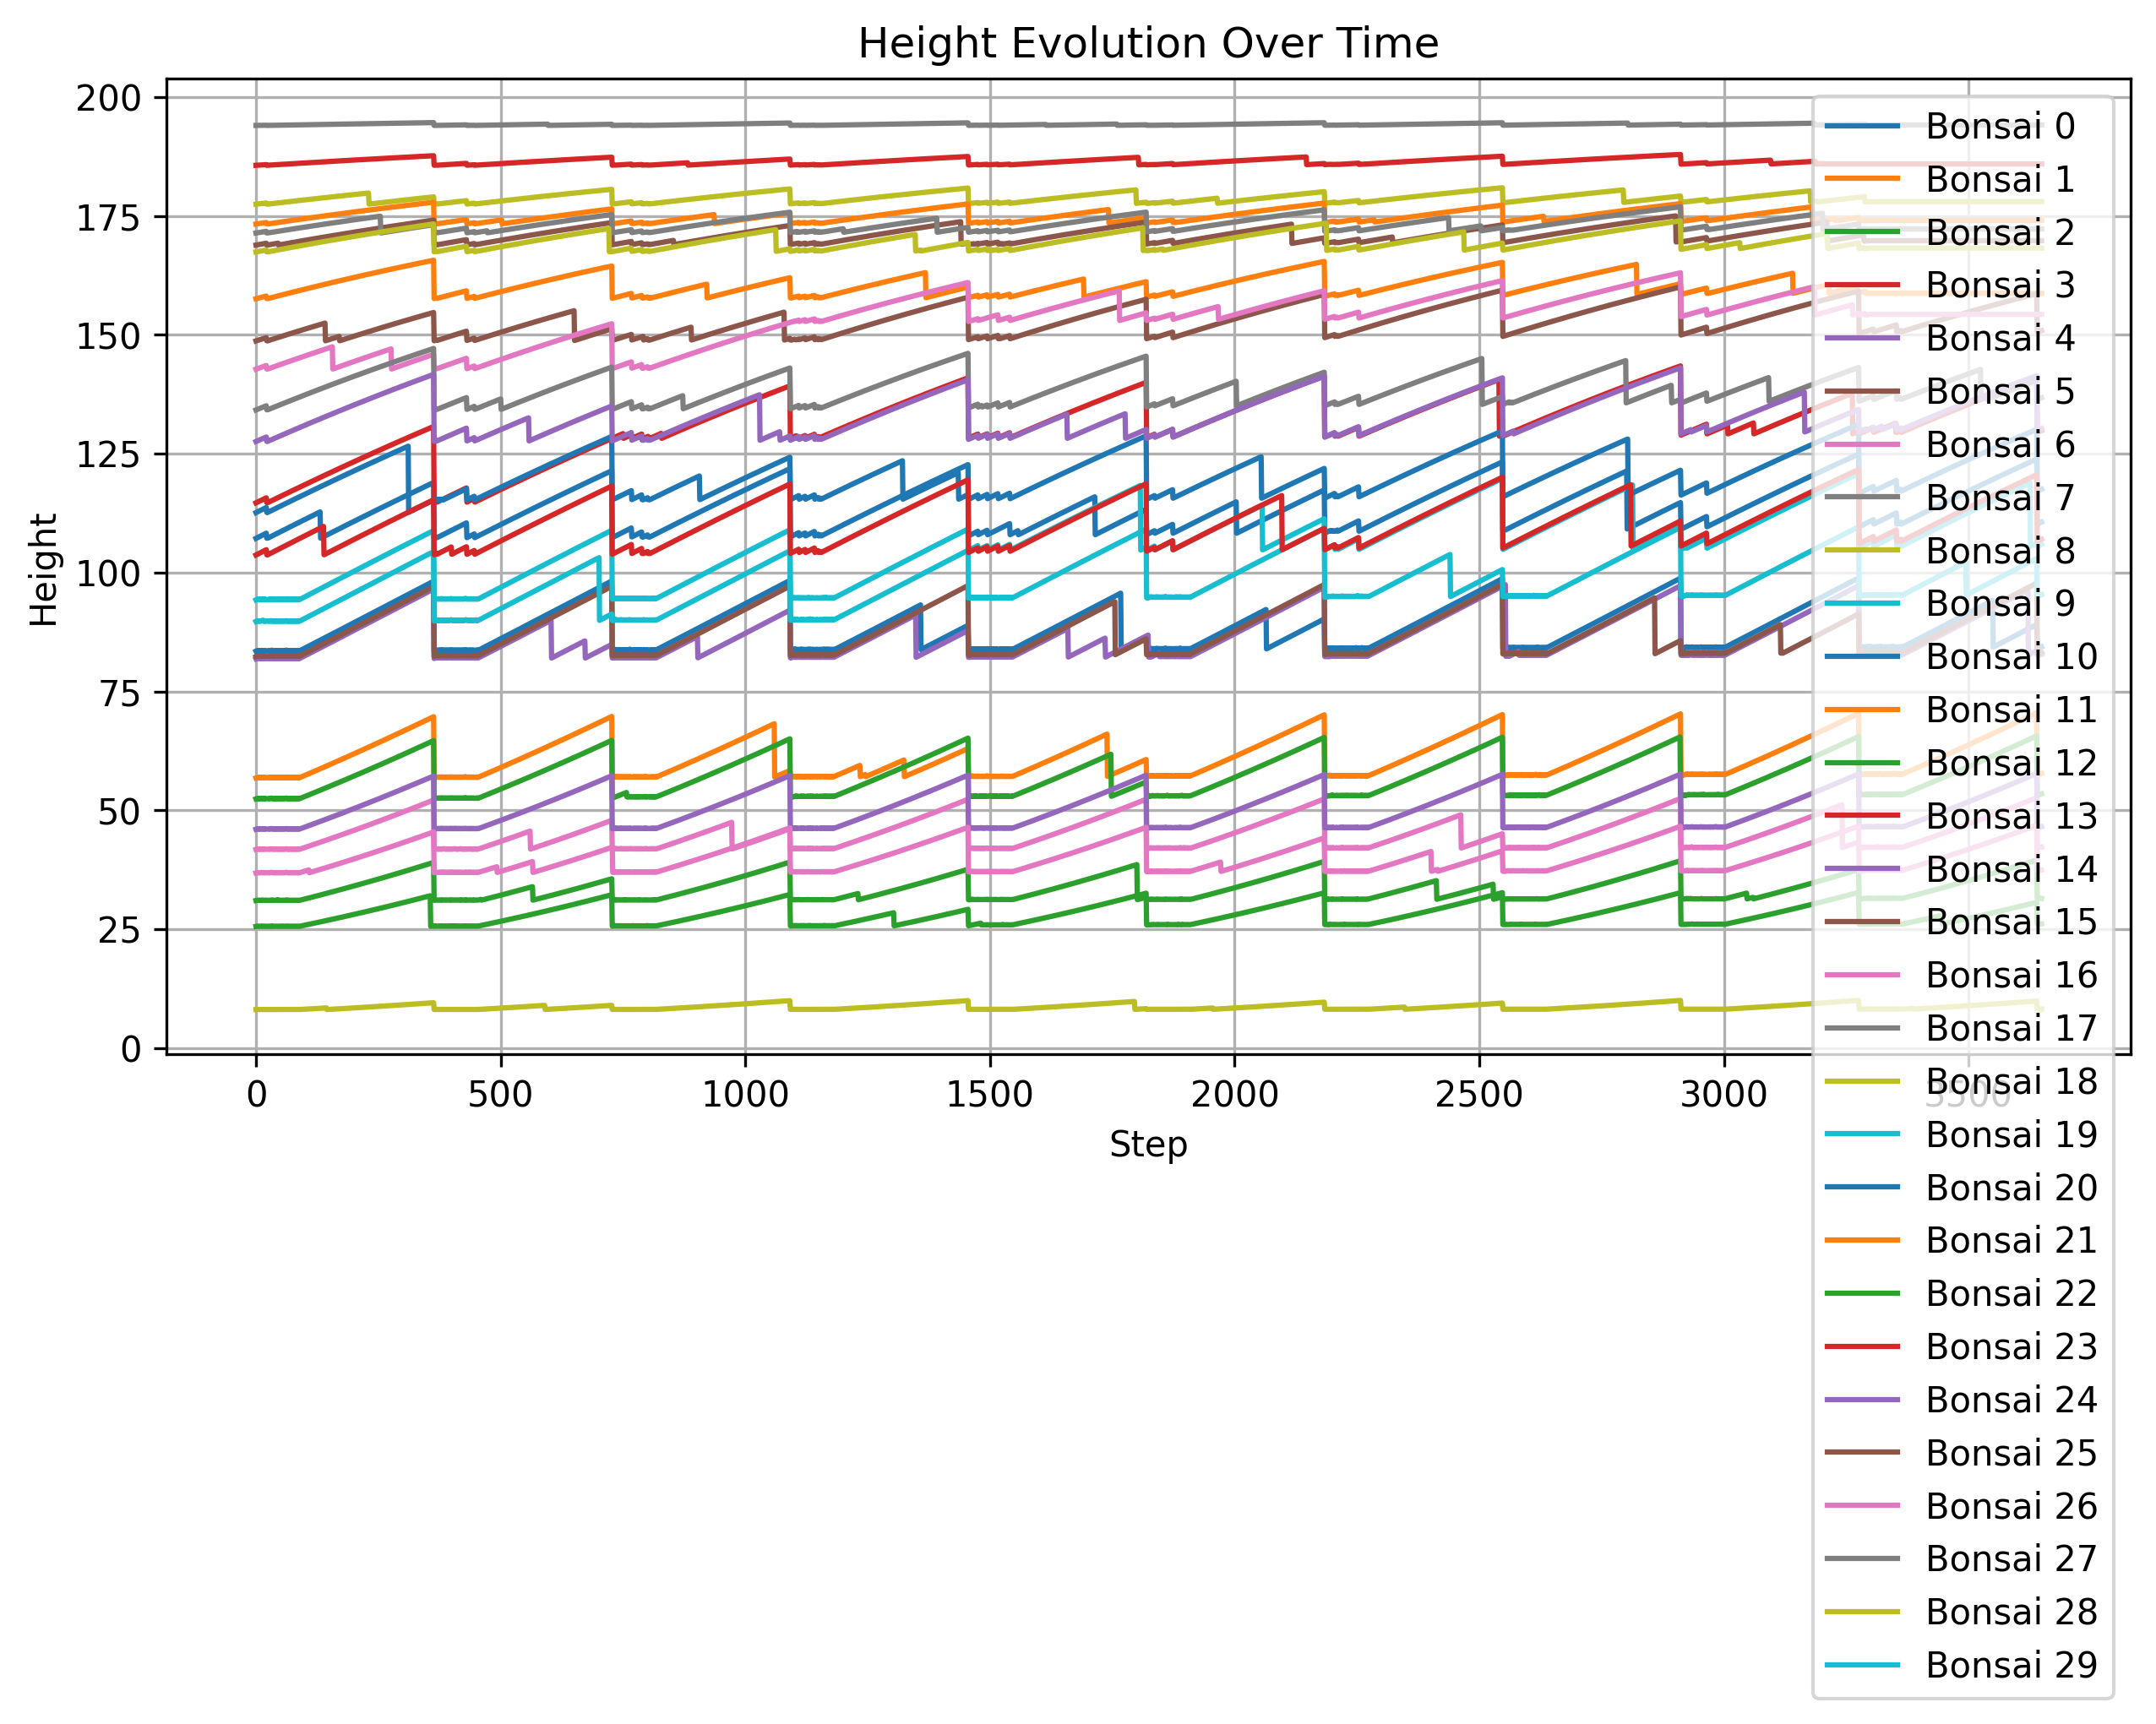 Height Evolution Over Time
200
175
150
125
100
75
50
25
0
Height
0
500
1000
1500
2000
2500
3000
3500
Step
Bonsai 0
Bonsai 1
Bonsai 2
Bonsai 3
Bonsai 4
Bonsai 5
Bonsai 6
Bonsai 7
Bonsai 8
Bonsai 9
Bonsai 10
Bonsai 11
Bonsai 12
Bonsai 13
Bonsai 14
Bonsai 15
Bonsai 16
Bonsai 17
Bonsai 18
Bonsai 19
Bonsai 20
Bonsai 21
Bonsai 22
Bonsai 23
Bonsai 24
Bonsai 25
Bonsai 26
Bonsai 27
Bonsai 28
Bonsai 29